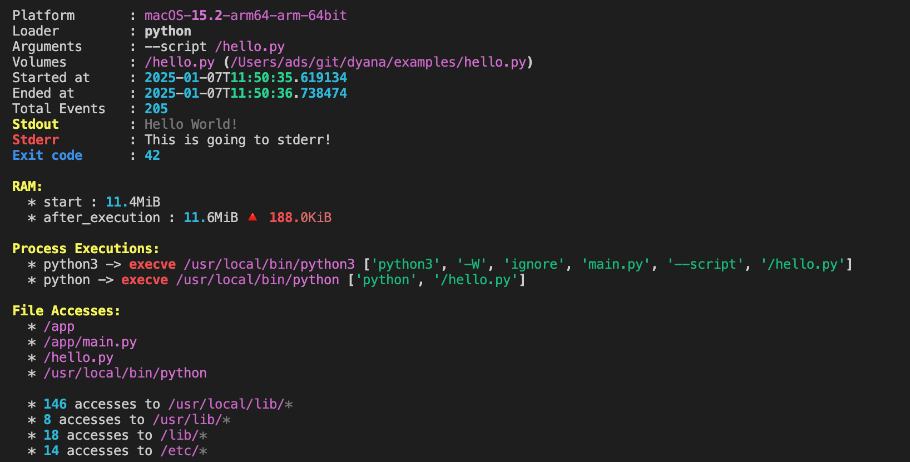 Platform : macOS-15.2-arm64-arm-64bit
Loader : python
Arguments : --script /hello.py
Volumes : /hello.py (/Users/ads/git/dyana/examples/hello.py)
Started at : 2025-01-07T11:50:35.619134
Ended at : 2025-01-07T11:50:36.738474
Total Events : 205
Stdout : Hello World!
Stderr : This is going to stderr!
Exit code : 42
RAM:
* start : 11.4MiB
* after_execution : 11.6MiB 🔺 188.0KiB
Process Executions:
* python3 -> execve /usr/local/bin/python3 ['python3', '-W', 'ignore', 'main.py', '--script', '/hello.py']
* python -> execve /usr/local/bin/python ['python', '/hello.py']
File Accesses:
* /app
* /app/main.py
* /hello.py
* /usr/local/bin/python
* 146 accesses to /usr/local/lib/*
* 8 accesses to /usr/lib/*
* 18 accesses to /lib/*
* 14 accesses to /etc/*